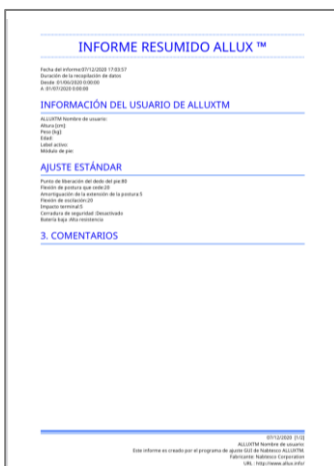 INFORME RESUMIDO ALLUX ™
Fecha del informe:07/12/2020 17:03:57
Duración de la recopilación de datos
Desde :01/06/2020 0:00:00
A :01/07/2020 0:00:00
INFORMACIÓN DEL USUARIO DE ALLUXTM
ALLUXTM Nombre de usuario:
Altura [cm]:
Peso [kg]:
Edad:
Label activo:
Módulo de pie:
AJUSTE ESTÁNDAR
Punto de liberación del dedo del pie:80
Flexión de postura que cede:20
Amortiguación de la extensión de la postura:5
Flexión de oscilación:20
Impacto terminal:5
Cerradura de seguridad :Desactivado
Batería baja :Alta resistencia
3. COMENTARIOS
07/12/2020 [1/2]
ALLUXTM Nombre de usuario:
Este informe es creado por el programa de ajuste GUI de Nabtesco ALLUXTM.
Fabricante: Nabtesco Corporation
URL : http://www.allux.info/